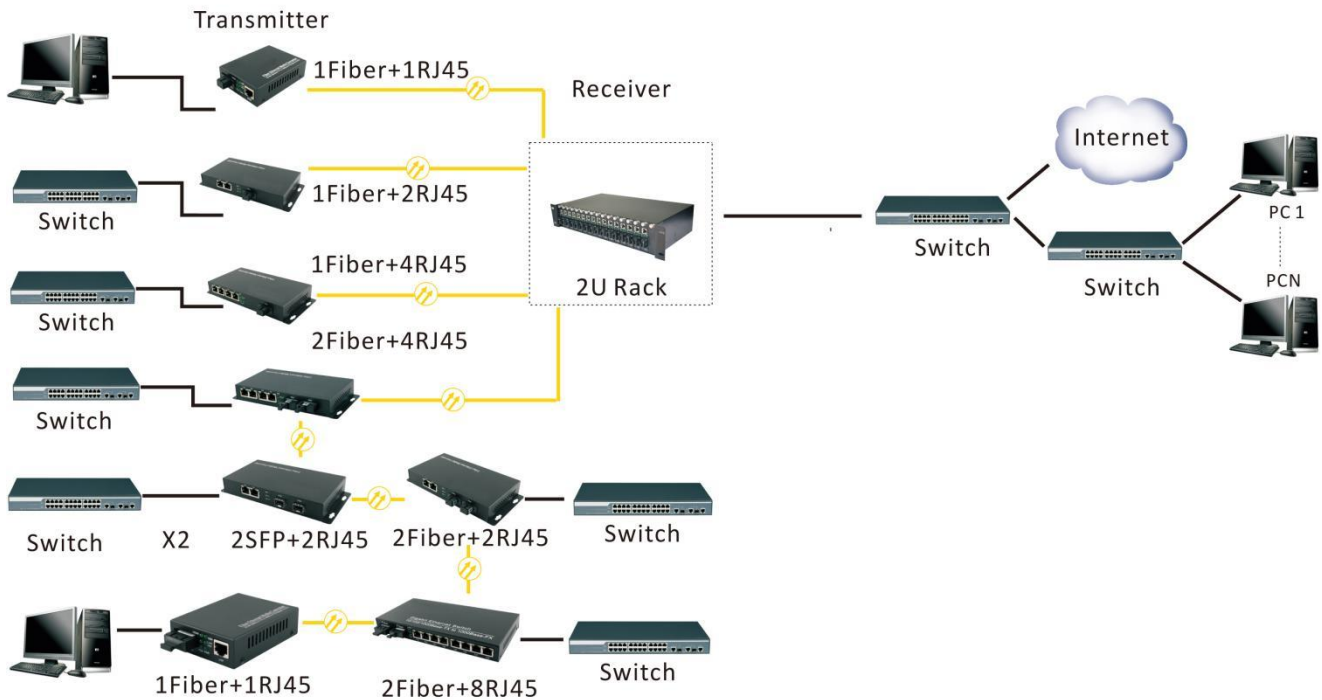 Transmitter
1Fiber+1RJ45
Receiver
Internet
1Fiber+2RJ45
Switch
PC 1
Switch
1Fiber+4RJ45
2U Rack
Switch
PCN
Switch
2Fiber+4RJ45
Switch
Switch
X2
2SFP+2RJ45
2Fiber+2RJ45
Switch
1Fiber+1RJ45
2Fiber+8RJ45
Switch